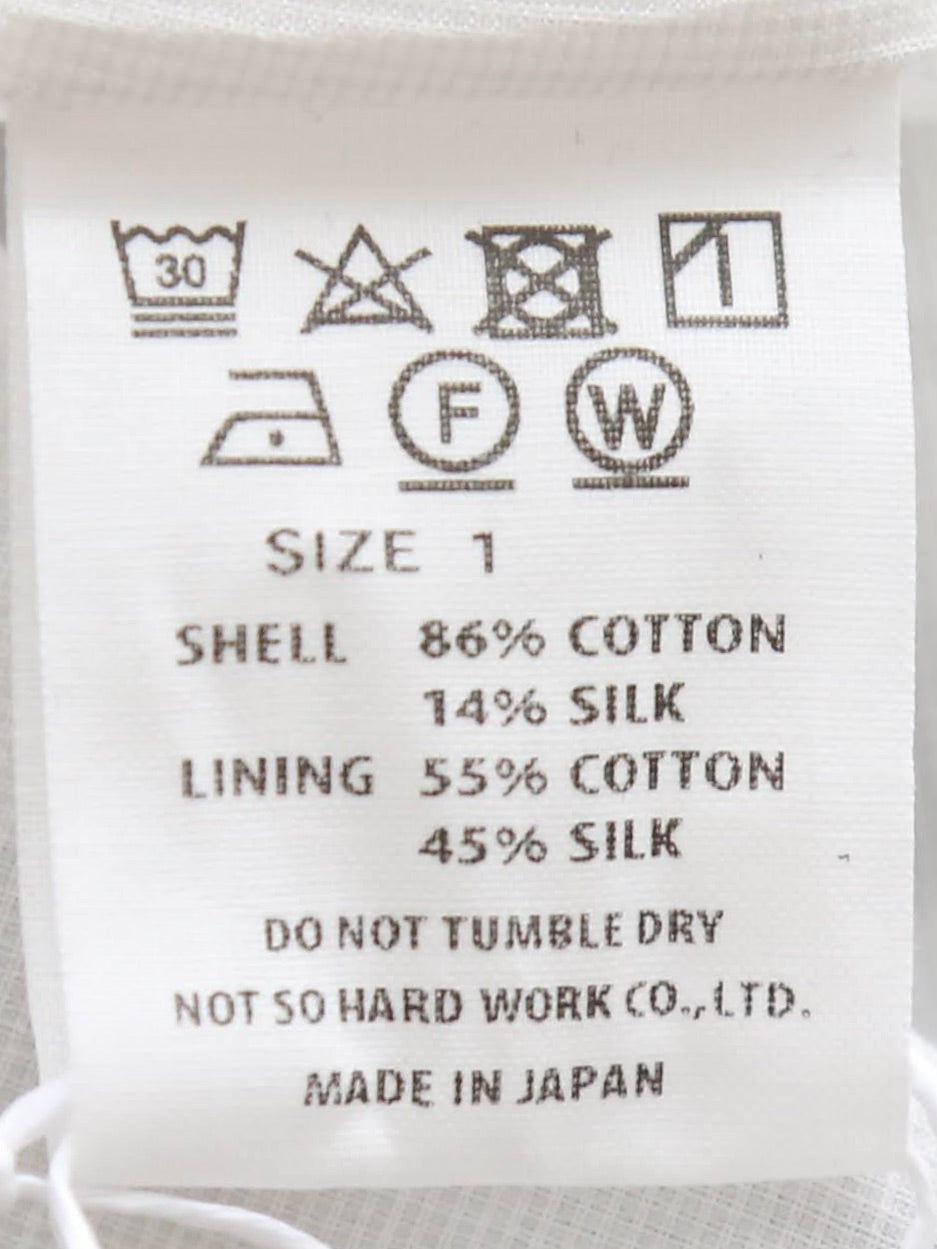 30
F W
SIZE 1
SHELL 86% COTTON
14% SILK
LINING 55% COTTON
45% SILK
DO NOT TUMBLE DRY
NOT SO HARD WORK CO.,LTD.
MADE IN JAPAN